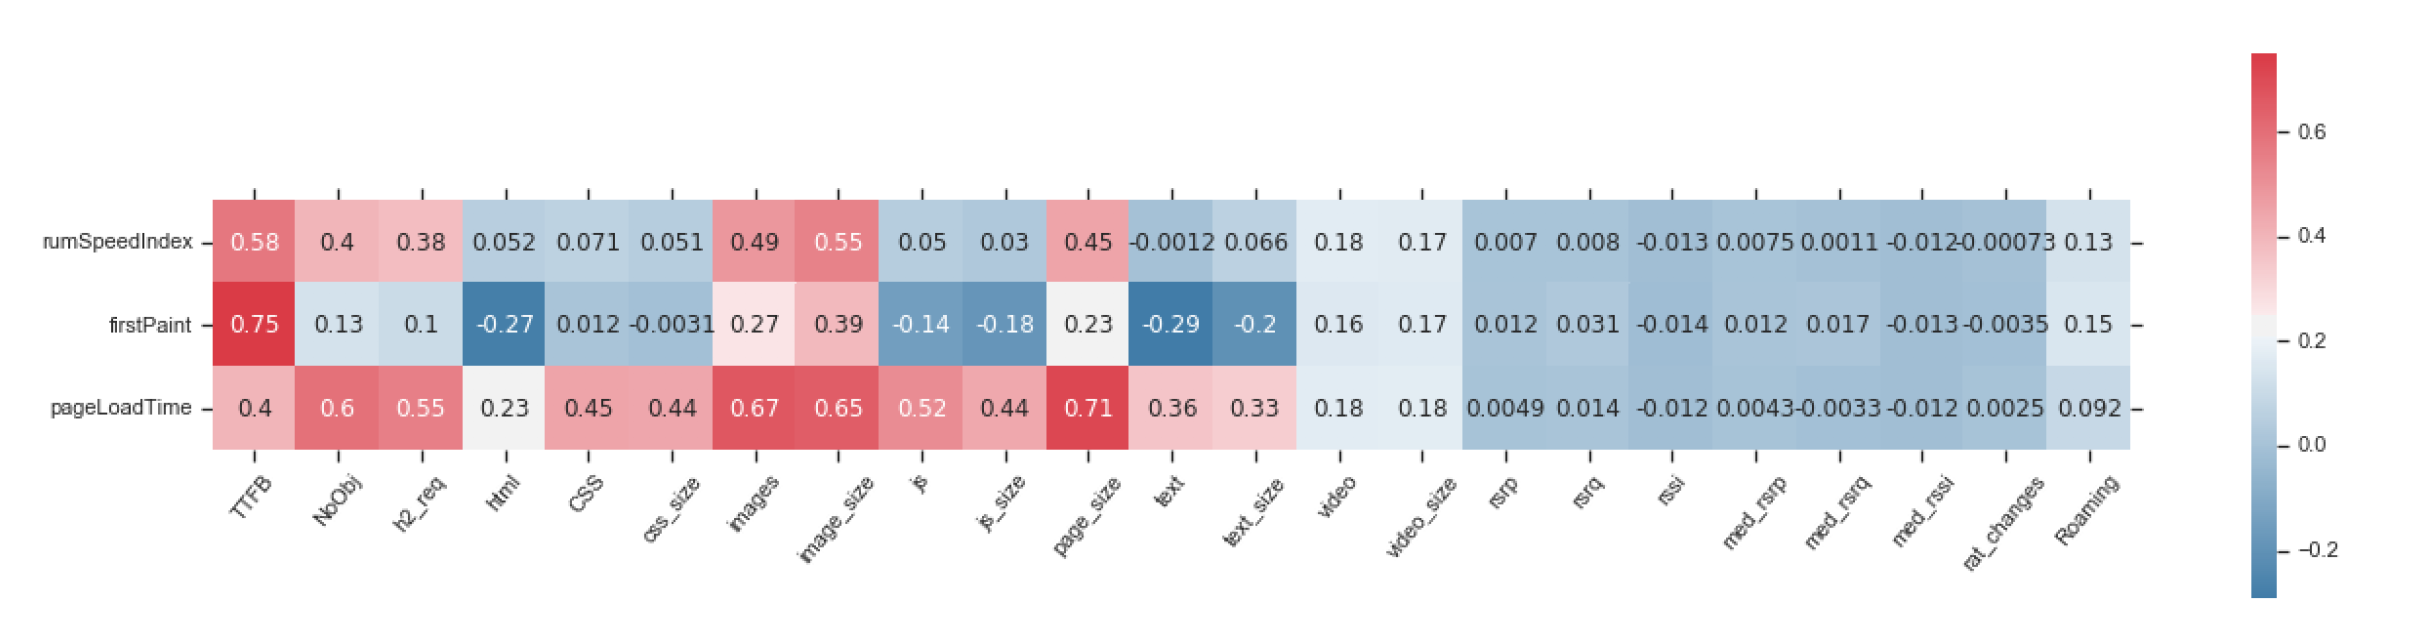 0.6
rumSpeedIndex 0.58 0.4 0.38 0.052 0.071 0.051 0.49 0.55 0.05 0.03 0.45 -0.0012 0.066 0.18 0.17 0.007 0.008 -0.013 0.0075 0.0011 -0.012 -0.00073 0.13
0.4
firstPaint 0.75 0.13 0.1 -0.27 0.012 -0.0031 0.27 0.39 -0.14 -0.18 0.23 -0.29 -0.2 0.16 0.17 0.012 0.031 -0.014 0.012 0.017 -0.013 -0.0035 0.15
0.2
pageLoadTime 0.4 0.6 0.55 0.23 0.45 0.44 0.67 0.65 0.52 0.44 0.71 0.36 0.33 0.18 0.18 0.0049 0.014 -0.012 0.0043 -0.0033 -0.012 0.0025 0.092
0.0
TTFB NoObj h2_req html CSS css_size images image_size js js_size page_size text text_size video video_size rsrp rsrq rssi med_rsrp med_rsrq med_rssi rat_changes Roaming
−0.2